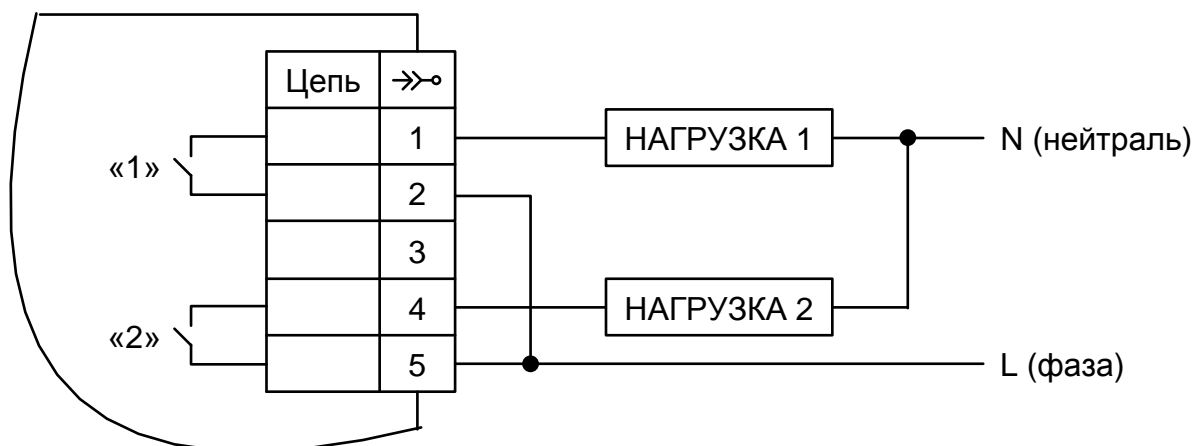 Цепь
1 НАГРУЗКА 1 N (нейтраль)
«1»
2
3
4 НАГРУЗКА 2
«2»
5 L (фаза)